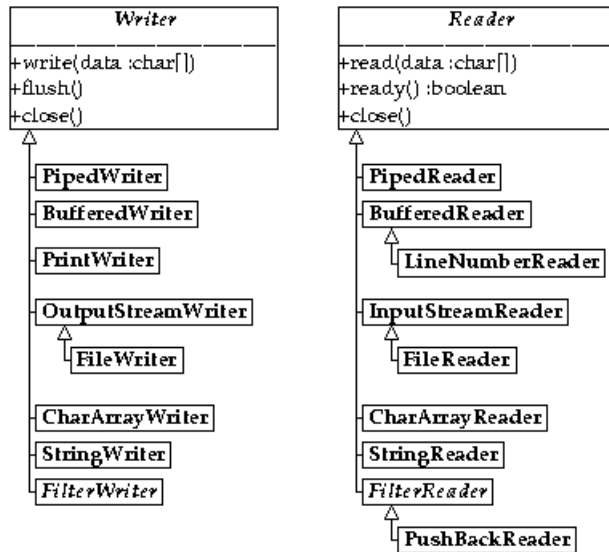 Writer
+write(data :char[])
+flush()
+close()
PipedWriter
BufferedWriter
PrintWriter
OutputStreamWriter
FileWriter
CharArrayWriter
StringWriter
FilterWriter
Reader
+read(data :char[])
+ready() :boolean
+close()
PipedReader
BufferedReader
LineNumberReader
InputStreamReader
FileReader
CharArrayReader
StringReader
FilterReader
PushBackReader